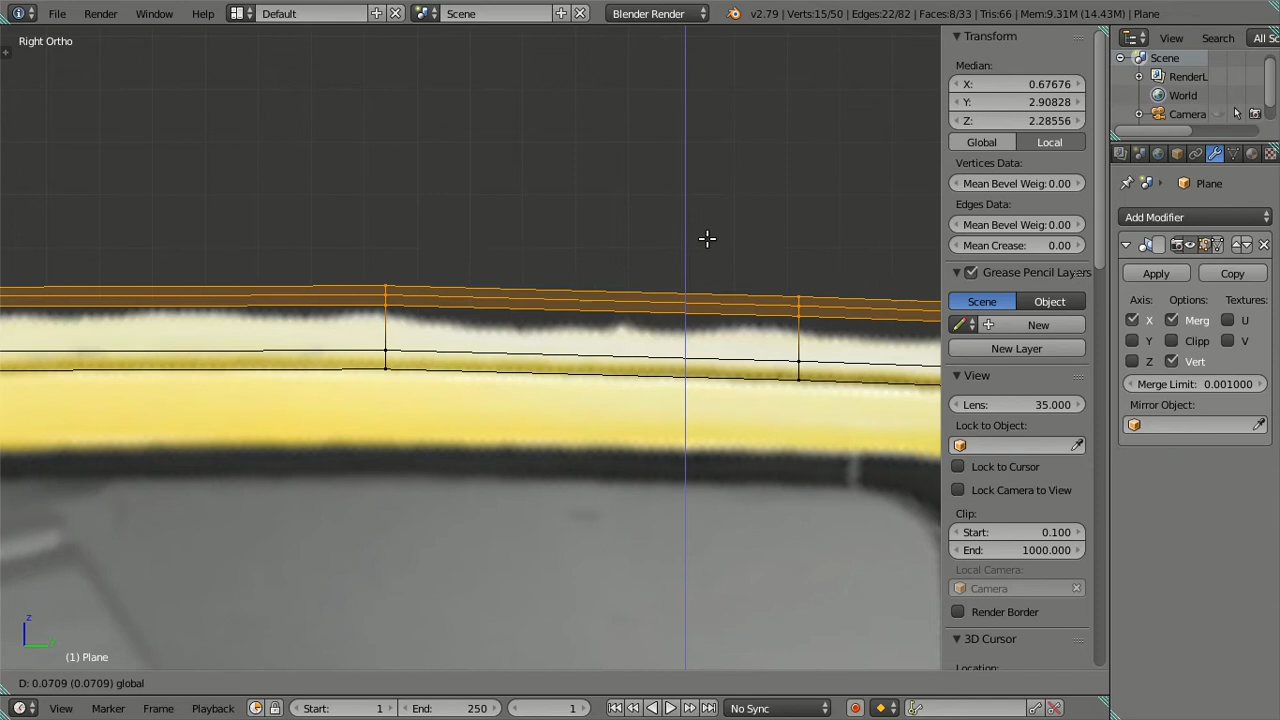 File Render Window Help Default Scene Blender Render v2.79 | Verts:15/50 | Edges:22/82 | Faces:8/33 | Tris:66 | Mem:9.31M (14.43M) | Plane
Right Ortho
Transform
Median:
X: 0.67676
Y: 2.90828
Z: 2.28556
Global Local
Vertices Data:
Mean Bevel Weig: 0.00
Edges Data:
Mean Bevel Weig: 0.00
Mean Crease: 0.00
Grease Pencil Layers
Scene Object
New
New Layer
View
Lens: 35.000
Lock to Object:
Lock to Cursor
Lock Camera to View
Clip:
Start: 0.100
End: 1000.000
Local Camera:
Camera
Render Border
3D Cursor
Location:
View Search All Sc
Scene
RenderL
World
Camera
Plane
Add Modifier
Apply Copy
Axis: Options: Textures:
X Merg U
Y Clipp V
Z Vert
Merge Limit: 0.001000
Mirror Object:
z
y
(1) Plane
D: 0.0709 (0.0709) global
View Marker Frame Playback Start: 1 End: 250 1 No Sync